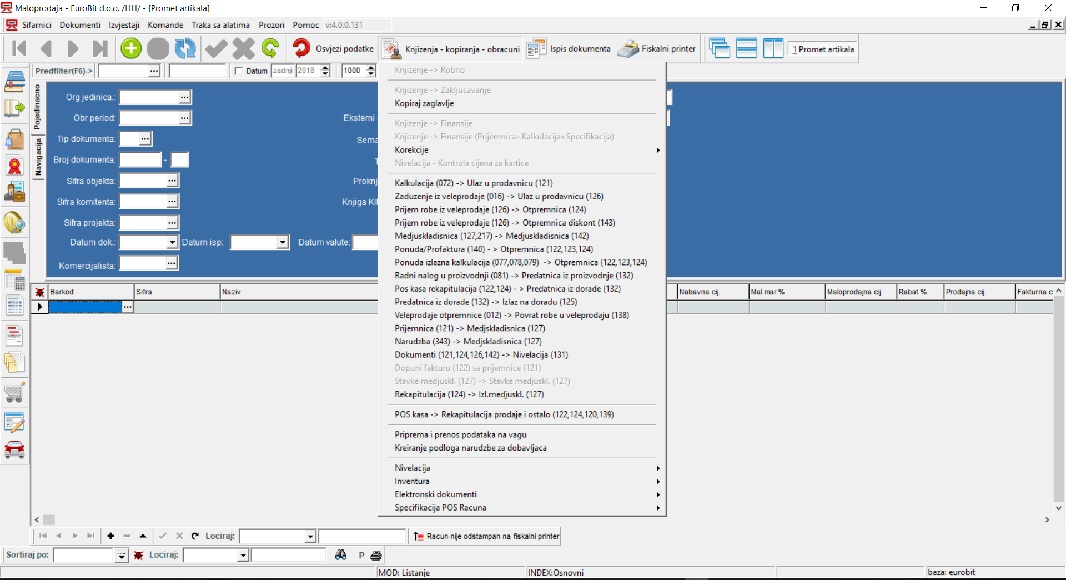 Maloprodaja - EuroBit d.o.o. /IHI/ - [Promet artikala]
Sifarnici Dokumenti Izvjestaji Komande Traka sa alatima Prozori Pomoc v:4.0.0.131
Osvjezi podatke Knjizenja - kopiranja - obracuni Ispis dokumenta Fiskalni printer 1 Promet artikala
Predfilter(F6)-> ... Datum zadnji 2018 1000
Pojedinacno
Navigacija
Org jedinica.: ...
Obr period: ...
Tip dokumenta: ...
Broj dokumenta: -
Sifra objekta: ...
Sifra komitenta: ...
Sifra projekta: ...
Datum dok.: Datum isp: Datum valute:
Komercijalista: ...
Eksterni
Sema
T
Proknj
Knjiga KI
Knjizenje -> Robno
Knjizenje -> Zakljucavanje
Kopiraj zaglavlje
Knjizenje -> Finansije
Knjizenje -> Finansije (Prijemnica+Kalkulacija+Specifikacija)
Korekcije
Nivelacija - Kontrola cijena za kartice
Kalkulacija (072) -> Ulaz u prodavnicu (121)
Zaduzenje iz veleprodaje (016) -> Ulaz u prodavnicu (126)
Prijem robe iz veleprodaje (126) -> Otpremnica (124)
Prijem robe iz veleprodaje (126) -> Otpremnica diskont (143)
Medjuskladisnica (127,217) -> Medjuskladisnica (142)
Ponuda/Profaktura (140) - > Otpremnica (122,123,124)
Ponuda izlazna kalkulacija (077,078,079) -> Otpremnica (122,123,124)
Radni nalog u proizvodnji (081) -> Predatnica iz proizvodnje (132)
Pos kasa rekapitulacija (122,124) -> Predatnica iz dorade (132)
Predatnica iz dorade (132) -> Izlaz na doradu (125)
Veleprodaje otpremnice (012) -> Povrat robe u veleprodaju (138)
Prijemnica (121) -> Medjskladisnica (127)
Narudzba (343) -> Medjskladisnica (127)
Dokumenti (121,124,126,142) -> Nivelacija (131)
Dopuni fakturu (122) sa prijemnice (121)
Stavke medjuskl. (127) -> Stavke medjuskl. (127)
Rekapitulacija (124) -> Izl.medjuskl. (127)
POS kasa -> Rekapitulacija prodaje i ostalo (122,124,120,139)
Priprema i prenos podataka na vagu
Kreiranje podloga narudzbe za dobavljaca
Nivelacija
Inventura
Elektronski dokumenti
Specifikacija POS Racuna
Barkod Sifra Naziv Nabavna cij. Mal mar % Maloprodajna cij Rabat % Prodajna cij. Fakturna c
...
Lociraj: Racun nije odstampan na fiskalni printer
Sortiraj po: Lociraj: P
MOD: Listanje INDEX:Osnovni baza: eurobit